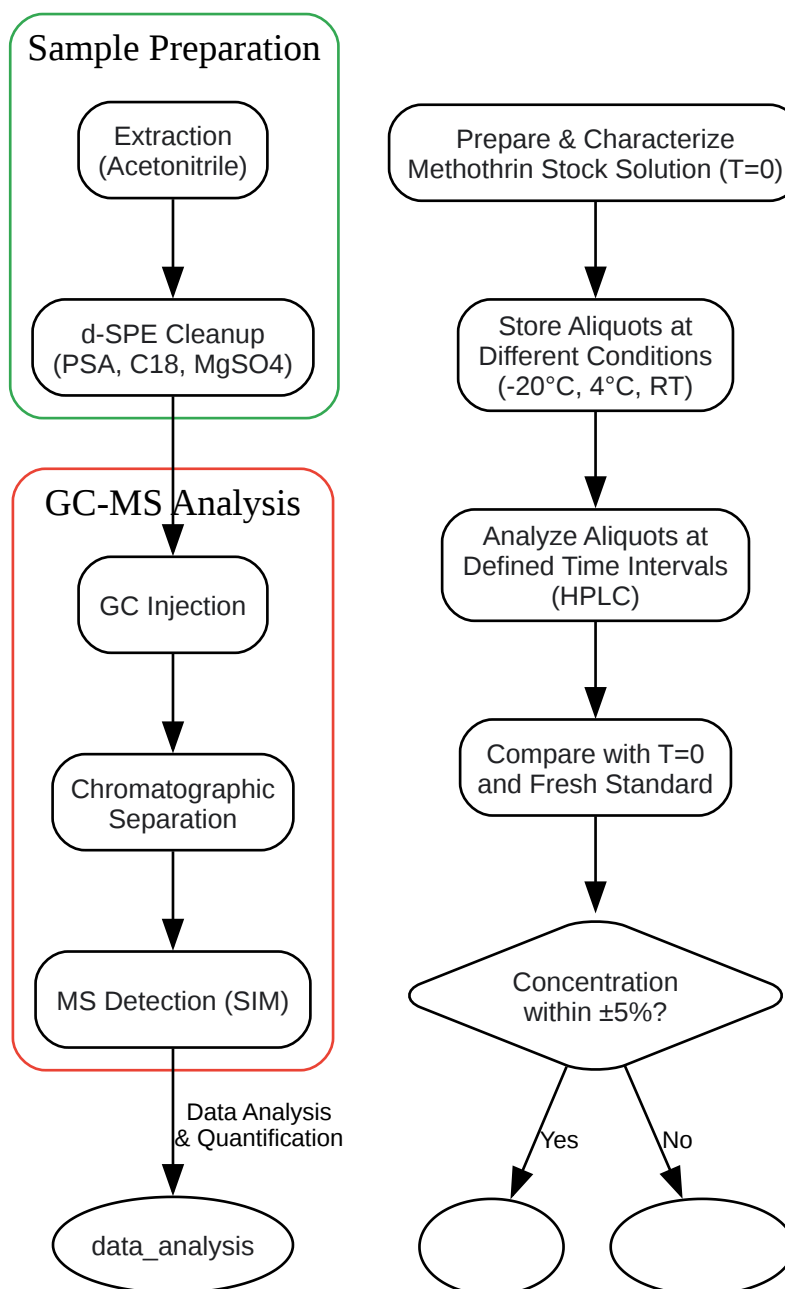 Sample Preparation
Extraction
(Acetonitrile)
d-SPE Cleanup
(PSA, C18, MgSO4)
GC-MS Analysis
GC Injection
Chromatographic
Separation
MS Detection (SIM)
Data Analysis
& Quantification
data_analysis
Prepare & Characterize
Methothrin Stock Solution (T=0)
Store Aliquots at
Different Conditions
(-20°C, 4°C, RT)
Analyze Aliquots at
Defined Time Intervals
(HPLC)
Compare with T=0
and Fresh Standard
Concentration
within ±5%?
Yes
No